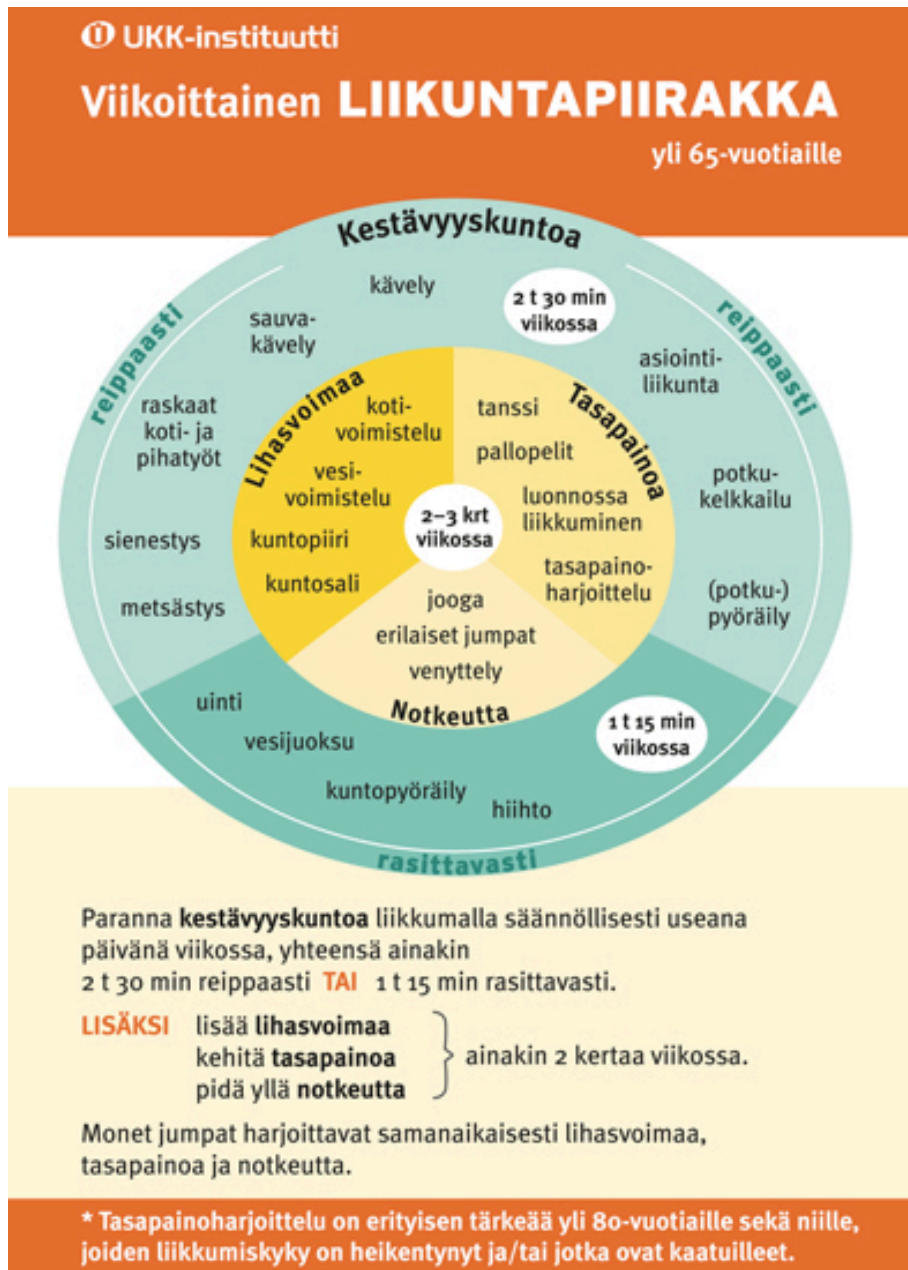 UKK-instituutti
Viikoittainen LIIKUNTAPIIRAKKA
yli 65-vuotiaille
Kestävyyskuntoa
reippaasti
reippaasti
kävely
2 t 30 min
viikossa
sauva-
kävely
asiointi-
liikunta
raskaat
koti- ja
pihatyöt
potku-
kelkkailu
sienestys
metsästys
(potku-)
pyöräily
Lihasvoimaa
koti-
voimistelu
vesi-
voimistelu
kuntopiiri
kuntosali
Tasapainoa
tanssi
pallopelit
luonnossa
liikkuminen
tasapaino-
harjoittelu
2–3 krt
viikossa
jooga
erilaiset jumpat
venyttely
Notkeutta
uinti
vesijuoksu
kuntopyöräily
hiihto
1 t 15 min
viikossa
rasittavasti
Paranna kestävyyskuntoa liikkumalla säännöllisesti useana
päivänä viikossa, yhteensä ainakin
2 t 30 min reippaasti TAI 1 t 15 min rasittavasti.
LISÄKSI lisää lihasvoimaa
kehitä tasapainoa
pidä yllä notkeutta
ainakin 2 kertaa viikossa.
Monet jumpat harjoittavat samanaikaisesti lihasvoimaa,
tasapainoa ja notkeutta.
* Tasapainoharjoittelu on erityisen tärkeää yli 80-vuotiaille sekä niille,
joiden liikkumiskyky on heikentynyt ja/tai jotka ovat kaatuilleet.